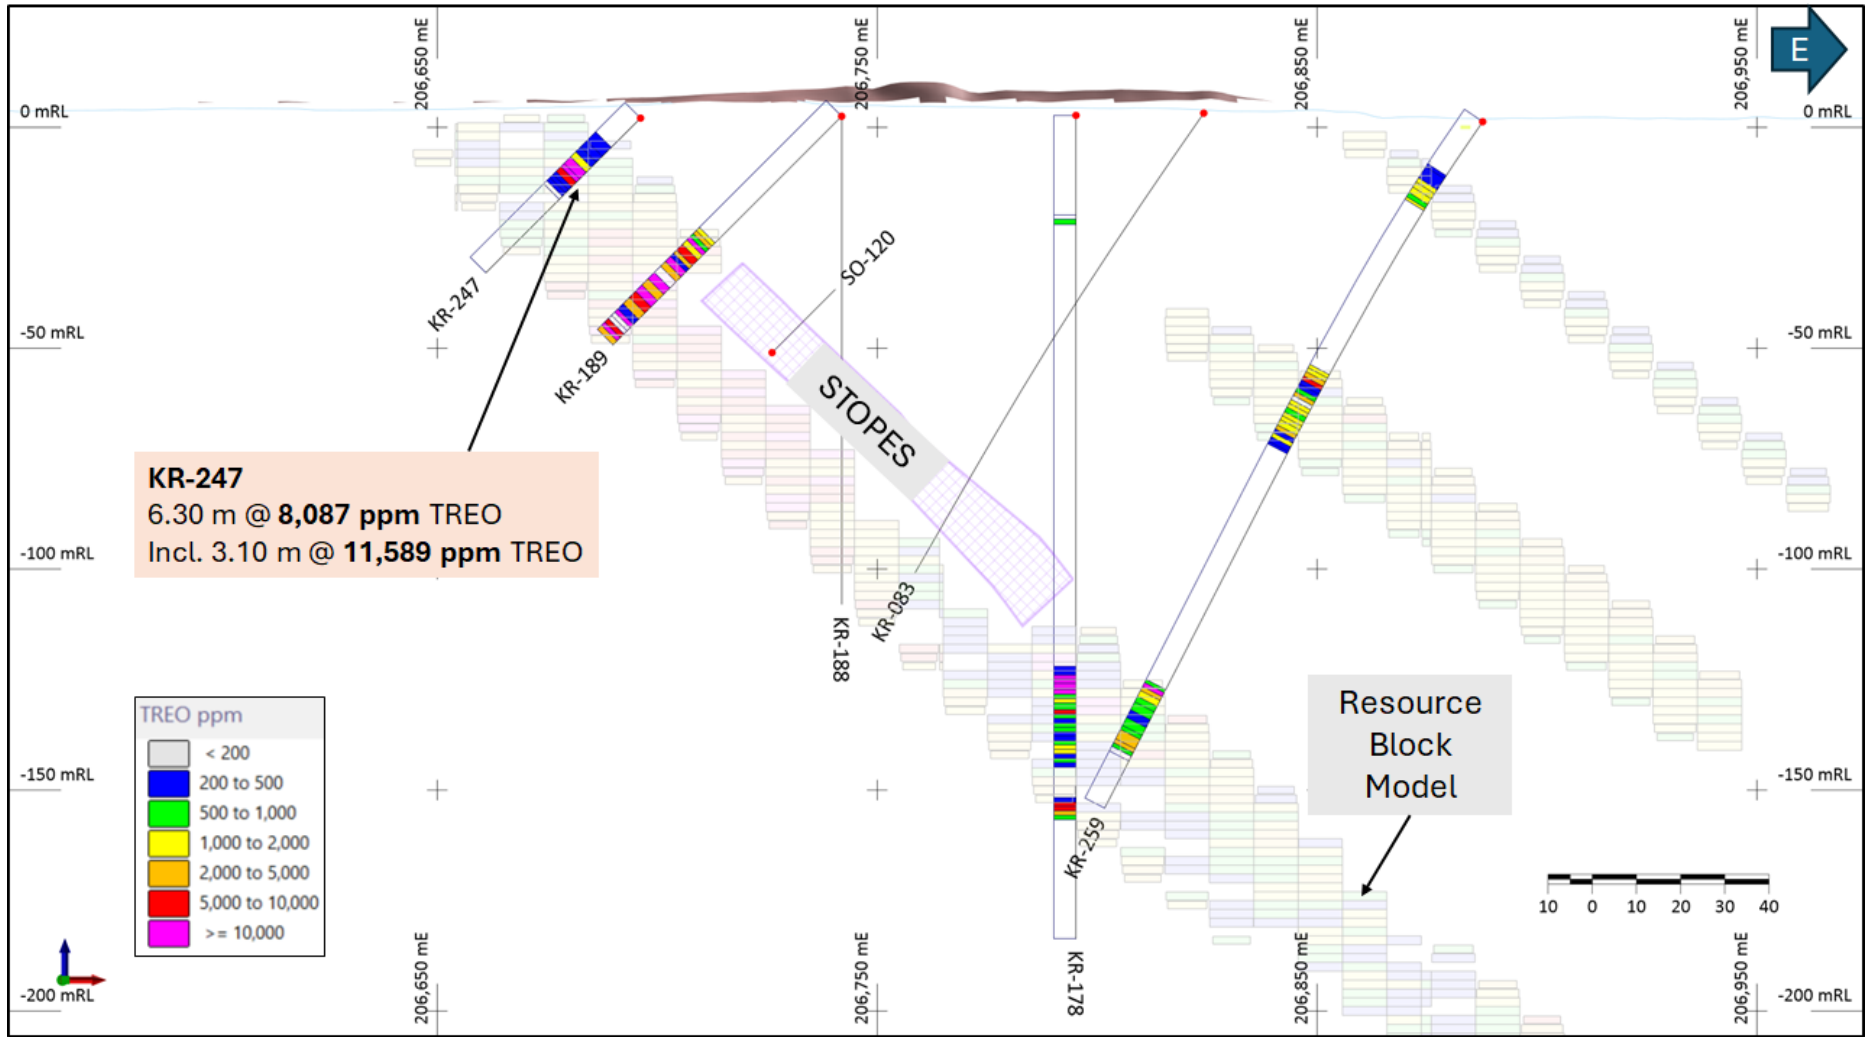 206,650 mE
206,750 mE
206,850 mE
206,950 mE
E
0 mRL
0 mRL
SO-120
KR-247
-50 mRL
-50 mRL
KR-189
STOPES
KR-247
6.30 m @ 8,087 ppm TREO
Incl. 3.10 m @ 11,589 ppm TREO
-100 mRL
-100 mRL
KR-083
KR-188
TREO ppm
< 200
200 to 500
500 to 1,000
1,000 to 2,000
2,000 to 5,000
5,000 to 10,000
>= 10,000
Resource
Block
Model
-150 mRL
-150 mRL
KR-259
10 0 10 20 30 40
KR-178
206,650 mE
206,750 mE
206,850 mE
206,950 mE
-200 mRL
-200 mRL